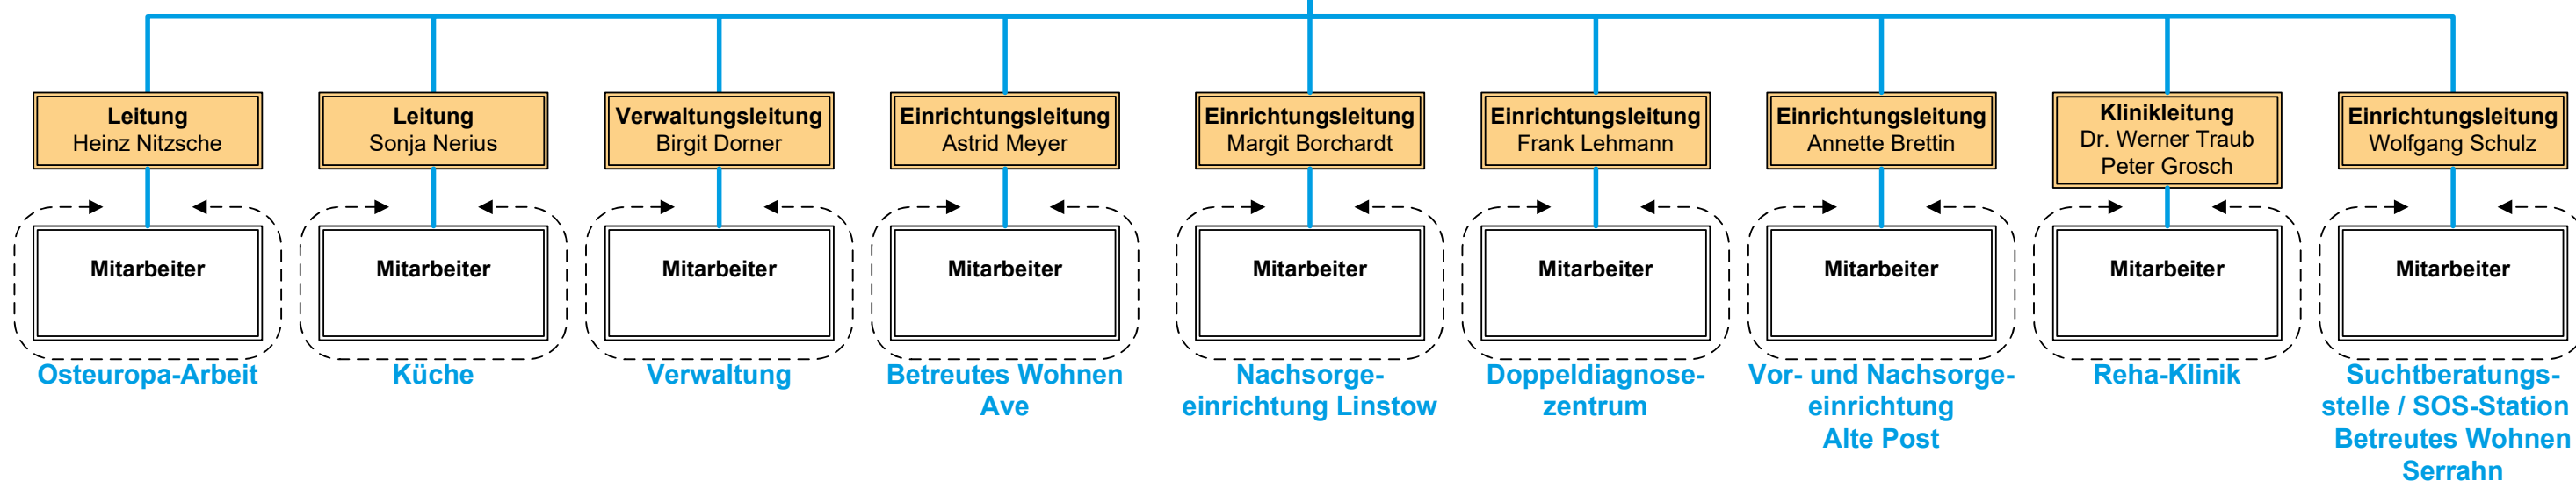 Leitung
Heinz Nitzsche
Leitung
Sonja Nerius
Verwaltungsleitung
Birgit Dorner
Einrichtungsleitung
Astrid Meyer
Einrichtungsleitung
Margit Borchardt
Einrichtungsleitung
Frank Lehmann
Einrichtungsleitung
Annette Brettin
Klinikleitung
Dr. Werner Traub
Peter Grosch
Einrichtungsleitung
Wolfgang Schulz
Mitarbeiter
Mitarbeiter
Mitarbeiter
Mitarbeiter
Mitarbeiter
Mitarbeiter
Mitarbeiter
Mitarbeiter
Mitarbeiter
Osteuropa-Arbeit
Küche
Verwaltung
Betreutes Wohnen
Ave
Nachsorge-
einrichtung Linstow
Doppeldiagnose-
zentrum
Vor- und Nachsorge-
einrichtung
Alte Post
Reha-Klinik
Suchtberatungs-
stelle / SOS-Station
Betreutes Wohnen
Serrahn